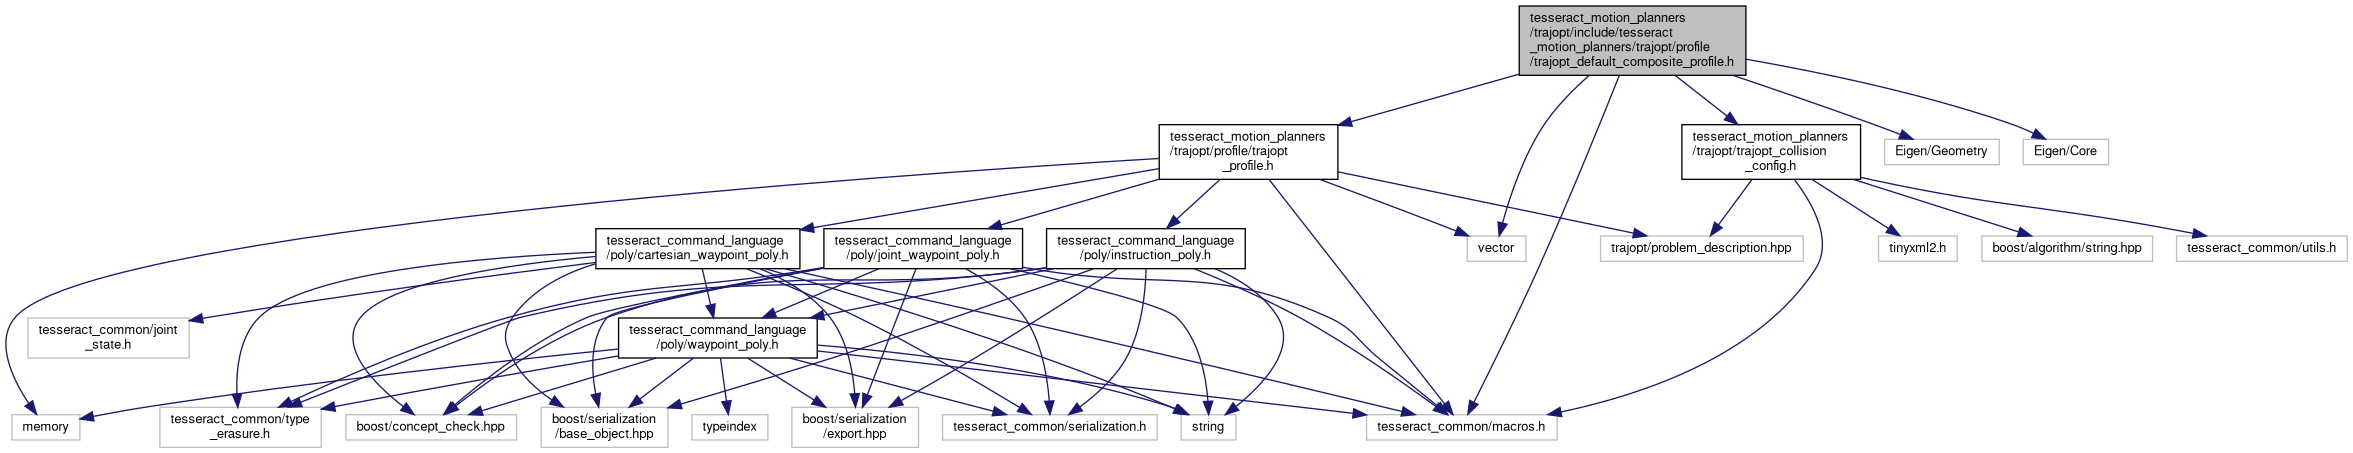 tesseract_motion_planners
/trajopt/include/tesseract
_motion_planners/trajopt/profile
/trajopt_default_composite_profile.h
tesseract_motion_planners
/trajopt/profile/trajopt
_profile.h
tesseract_motion_planners
/trajopt/trajopt_collision
_config.h
Eigen/Geometry
Eigen/Core
tesseract_command_language
/poly/cartesian_waypoint_poly.h
tesseract_command_language
/poly/joint_waypoint_poly.h
tesseract_command_language
/poly/instruction_poly.h
vector
trajopt/problem_description.hpp
tinyxml2.h
boost/algorithm/string.hpp
tesseract_common/utils.h
tesseract_common/joint
_state.h
tesseract_command_language
/poly/waypoint_poly.h
memory
tesseract_common/type
_erasure.h
boost/concept_check.hpp
boost/serialization
/base_object.hpp
typeindex
boost/serialization
/export.hpp
tesseract_common/serialization.h
string
tesseract_common/macros.h